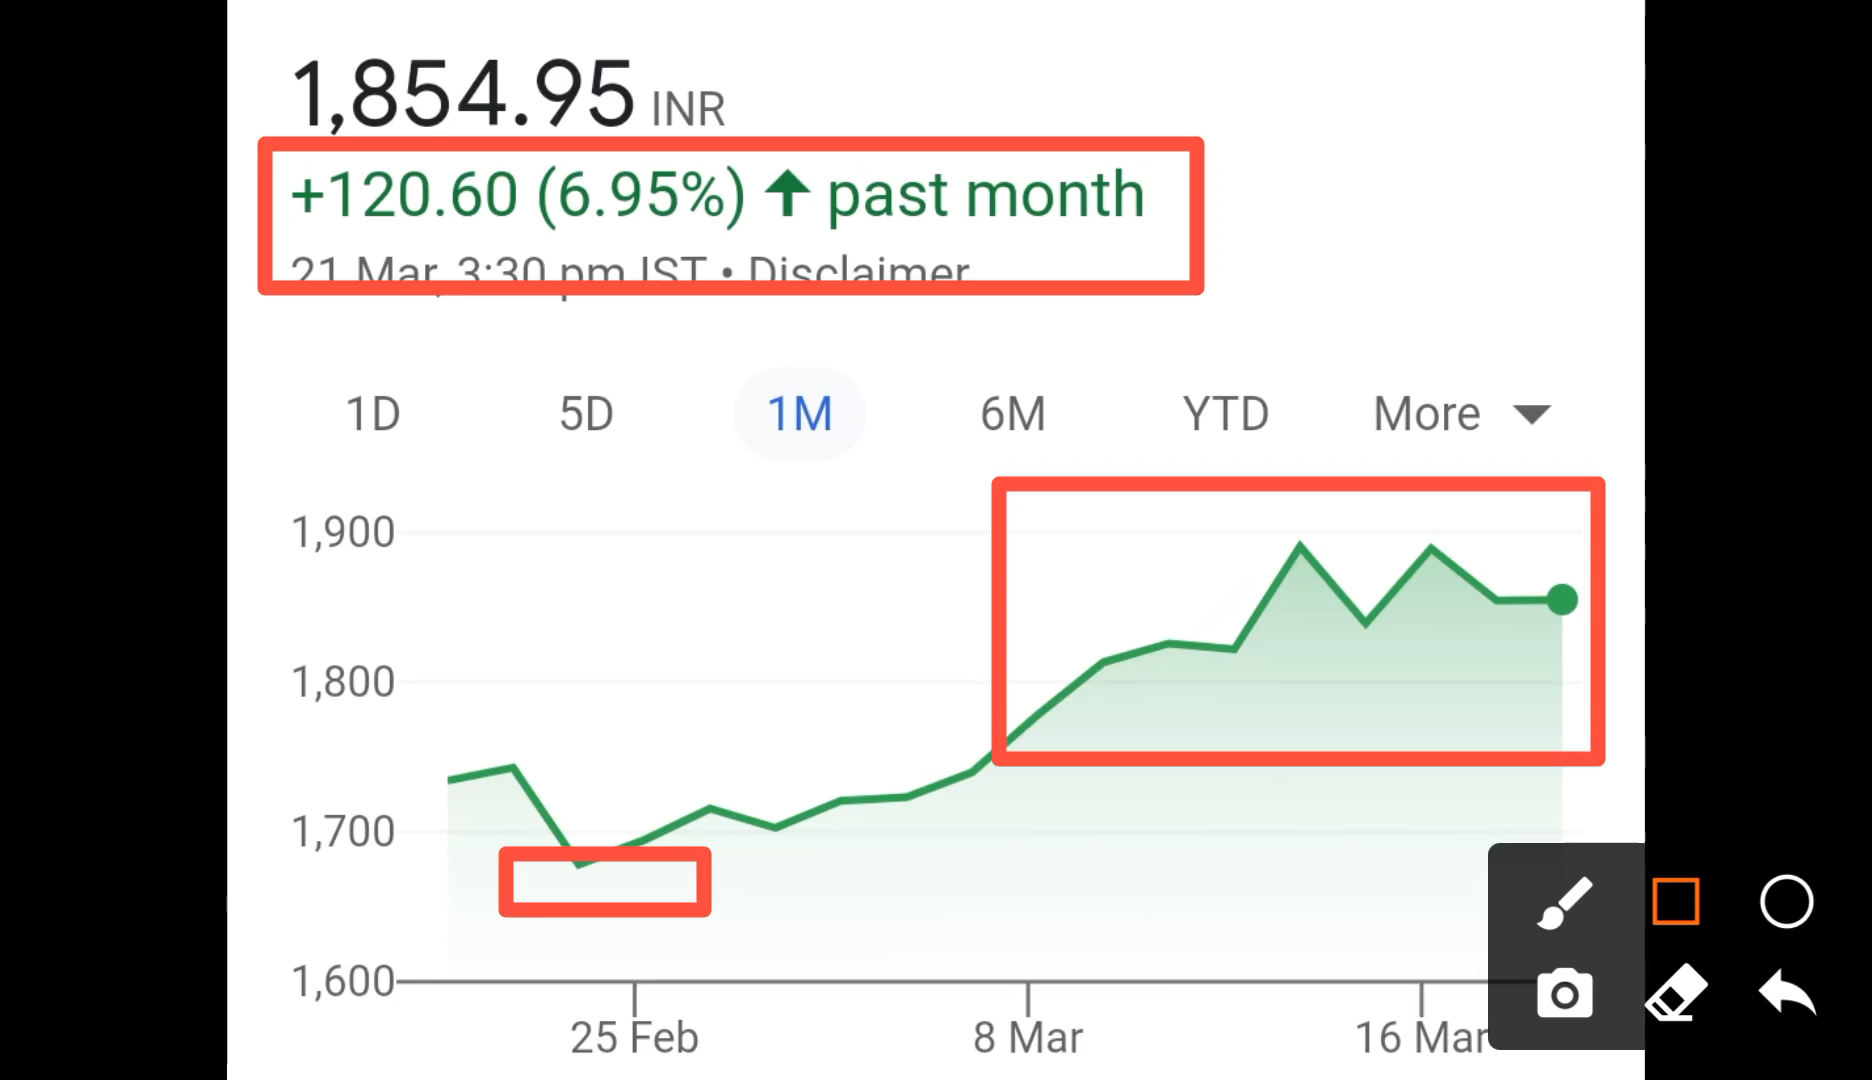 1,854.95 INR
+120.60 (6.95%) ↑ past month
21 Mar, 3:30 pm IST • Disclaimer
1D 5D 1M 6M YTD More
1,900
1,800
1,700
1,600
25 Feb 8 Mar 16 Mar